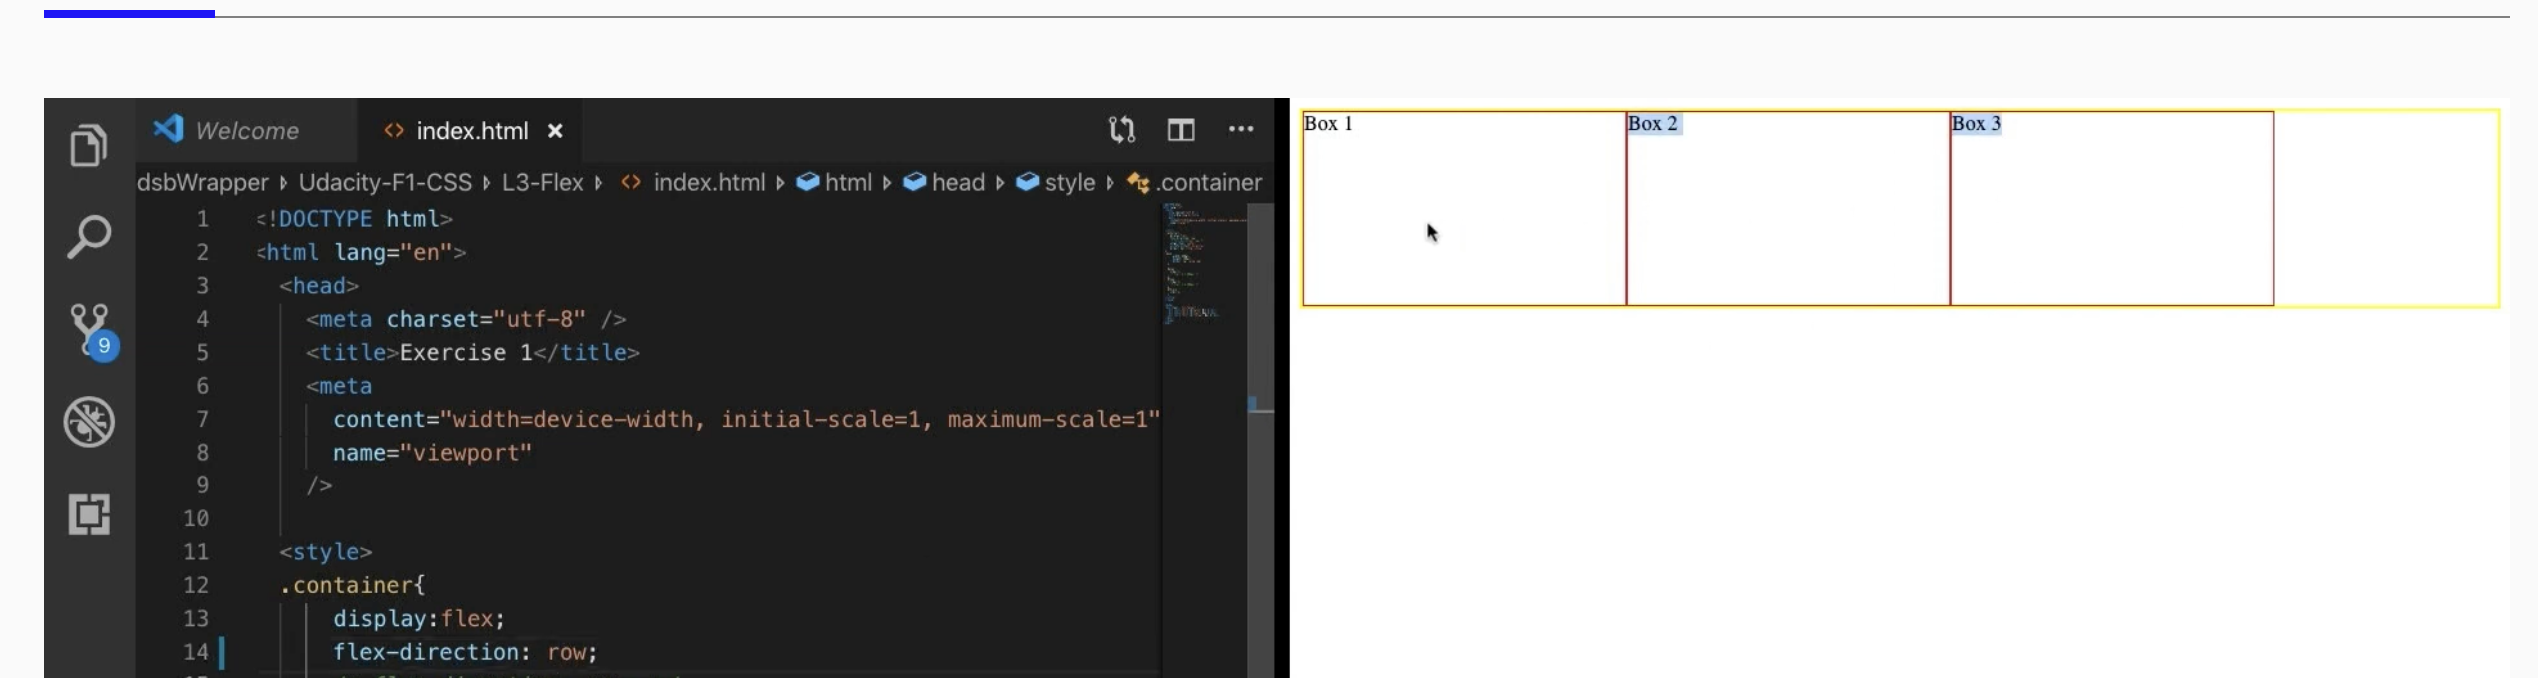 Welcome
index.html
dsbWrapper Udacity-F1-CSS L3-Flex index.html html head style .container
1 <!DOCTYPE html>
2 <html lang="en">
3 <head>
4 <meta charset="utf-8" />
5 <title>Exercise 1</title>
6 <meta
7 content="width=device-width, initial-scale=1, maximum-scale=1"
8 name="viewport"
9 />
10
11 <style>
12 .container{
13 display:flex;
14 flex-direction: row;
9
Box 1 Box 2 Box 3